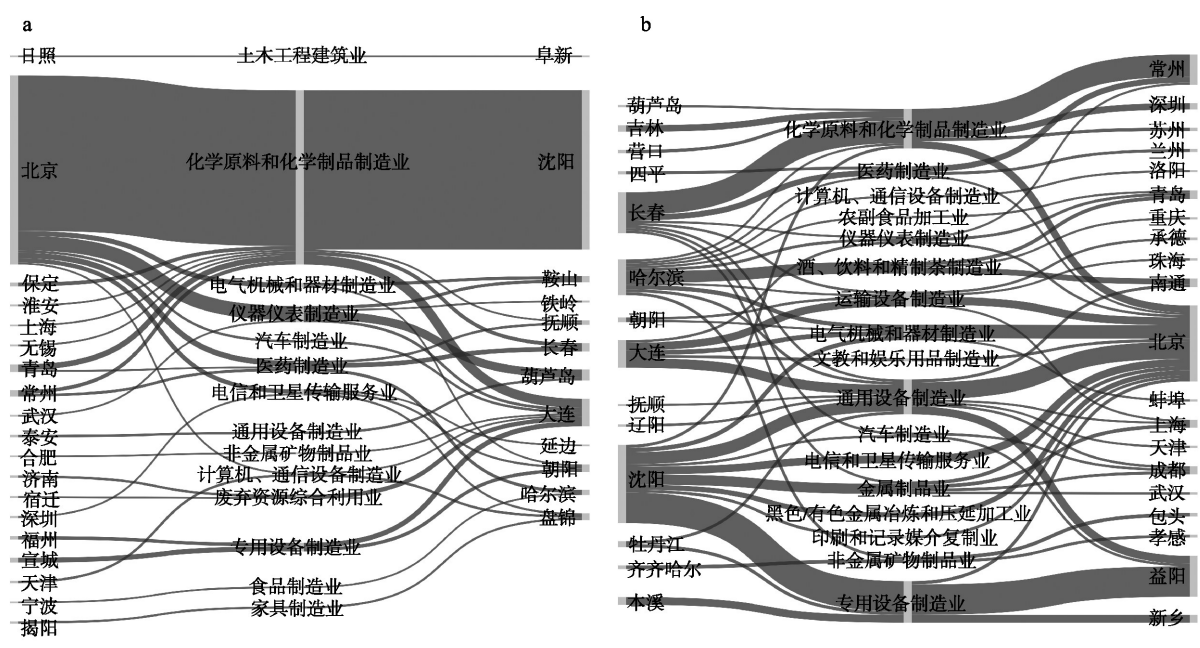 a
日照
北京
保定
淮安
上海
无锡
青岛
常州
武汉
泰安
合肥
济南
宿迁
深圳
福州
宣城
天津
宁波
揭阳
土木工程建筑业
化学原料和化学制品制造业
电气机械和器材制造业
仪器仪表制造业
汽车制造业
医药制造业
电信和卫星传输服务业
通用设备制造业
非金属矿物制品业
计算机、通信设备制造业
废弃资源综合利用业
专用设备制造业
食品制造业
家具制造业
阜新
沈阳
鞍山
铁岭
抚顺
长春
葫芦岛
大连
延边
朝阳
哈尔滨
盘锦
b
葫芦岛
吉林
营口
四平
长春
哈尔滨
朝阳
大连
抚顺
辽阳
沈阳
牡丹江
齐齐哈尔
本溪
化学原料和化学制品制造业
医药制造业
计算机、通信设备制造业
农副食品加工业
仪器仪表制造业
酒、饮料和精制茶制造业
运输设备制造业
电气机械和器材制造业
文教和娱乐用品制造业
通用设备制造业
汽车制造业
电信和卫星传输服务业
金属制品业
黑色/有色金属冶炼和压延加工业
印刷和记录媒介复制业
非金属矿物制品业
专用设备制造业
常州
深圳
苏州
兰州
洛阳
青岛
重庆
承德
珠海
南通
北京
蚌埠
上海
天津
成都
武汉
包头
孝感
益阳
新乡